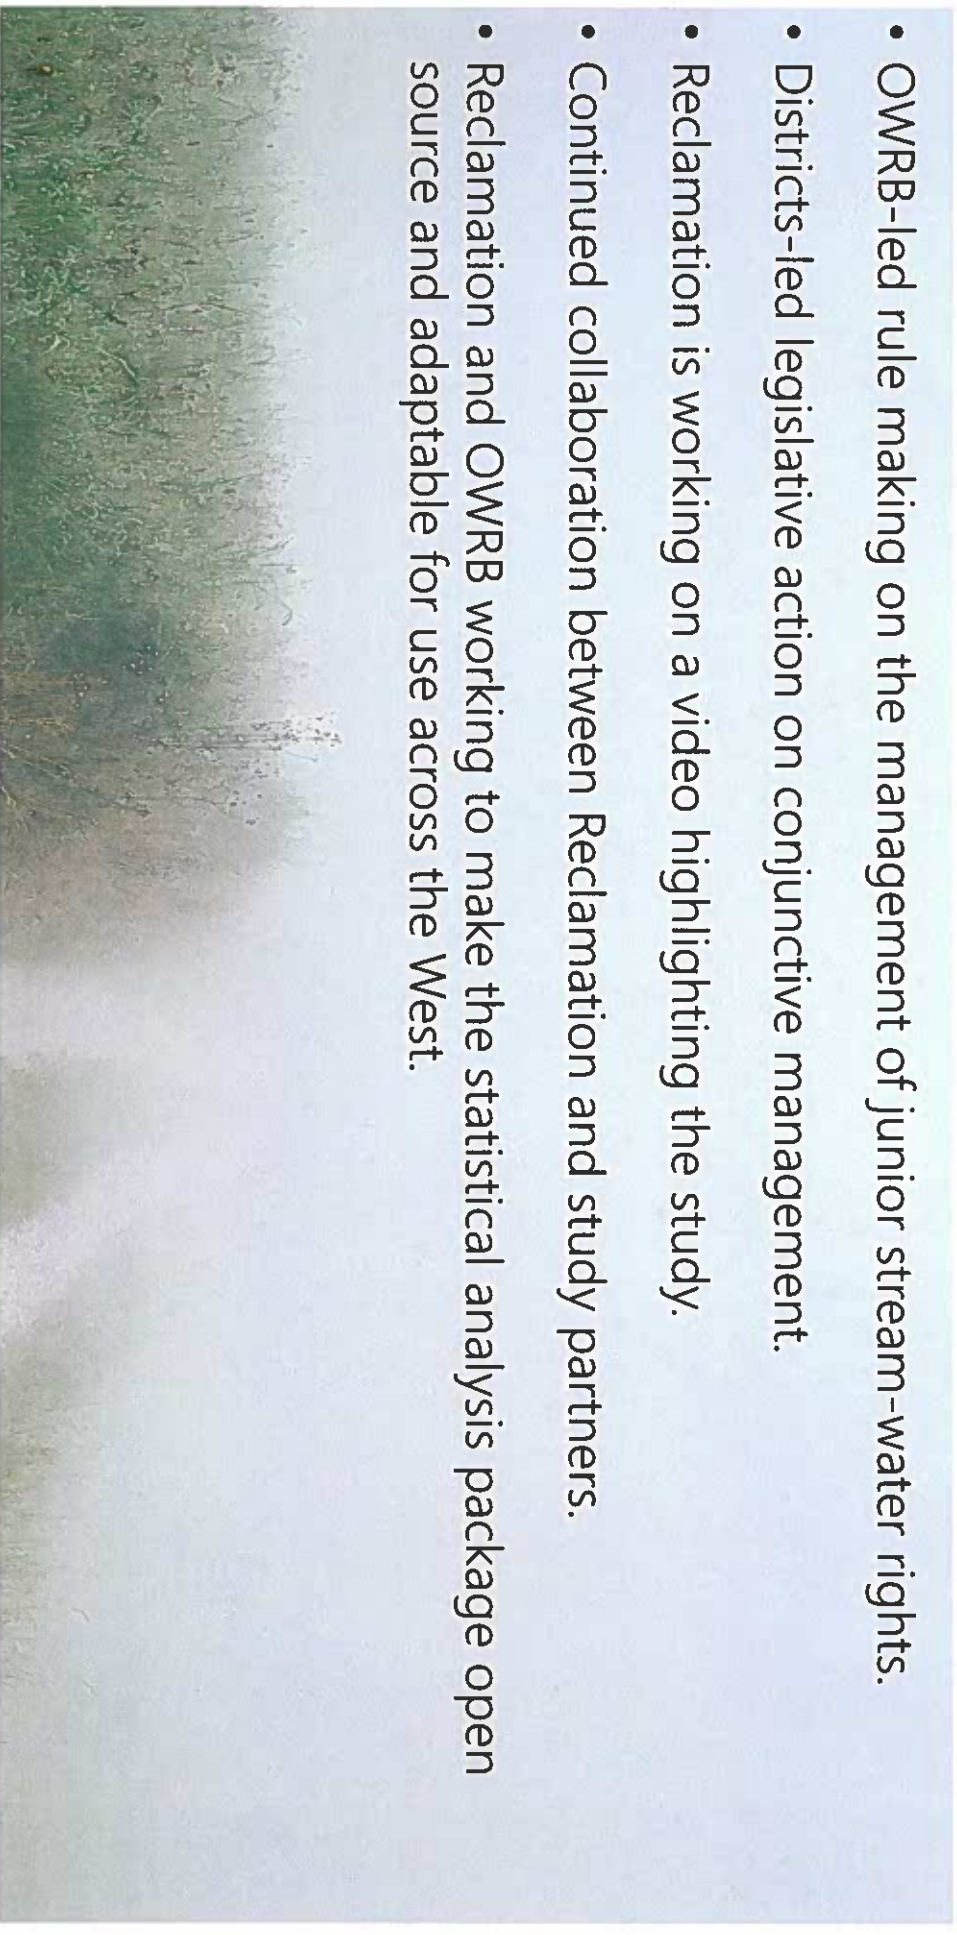 • OWRB-led rule making on the management of junior stream-water rights.
• Districts-led legislative action on conjunctive management.
• Reclamation is working on a video highlighting the study.
• Continued collaboration between Reclamation and study partners.
• Reclamation and OWRB working to make the statistical analysis package open
source and adaptable for use across the West.